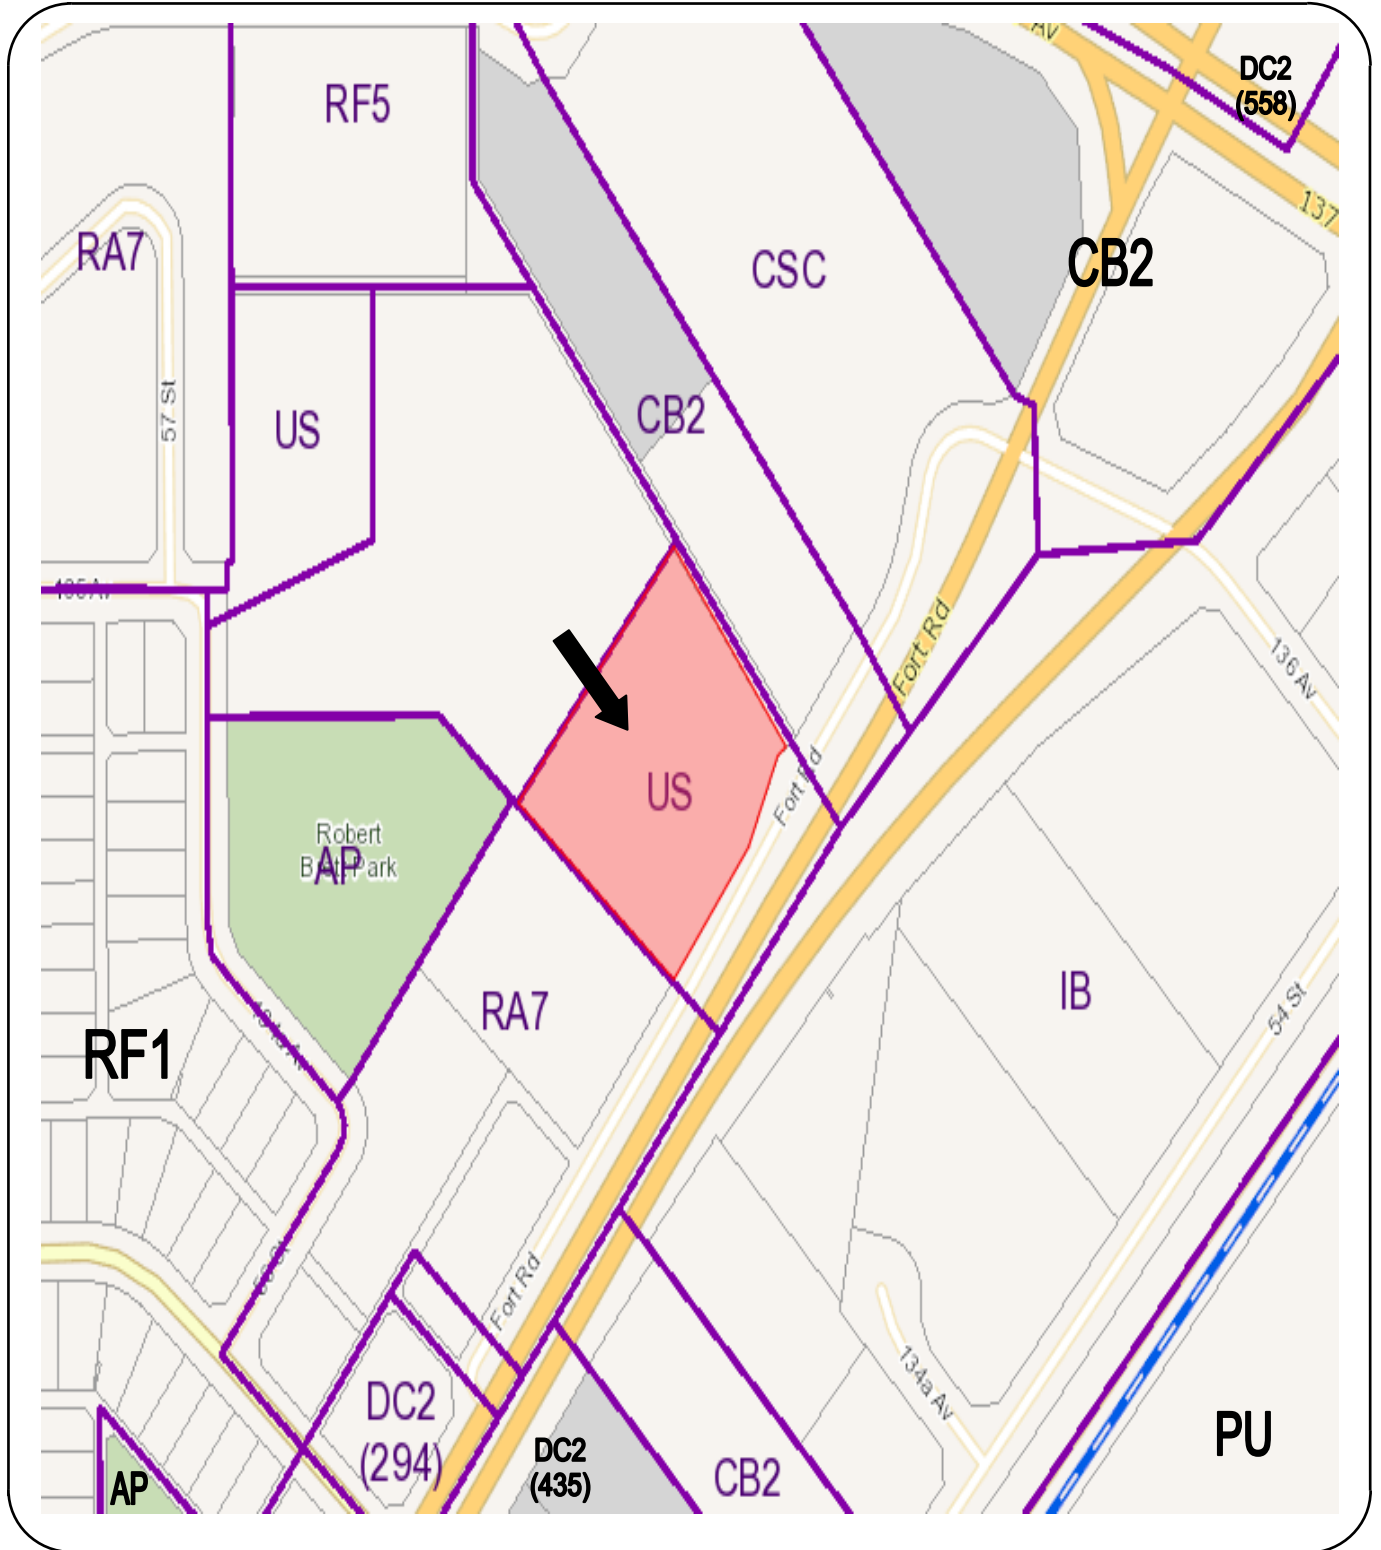 AV
DC2
(558)
RF5
137
RA7
CSC
CB2
57 St
US
CB2
Fort Rd
136 Av
Fort Rd
US
Robert
Park
AP
RA7
IB
54 St
RF1
Fort Rd
134a Av
DC2
(294)
DC2
(435)
CB2
PU
AP